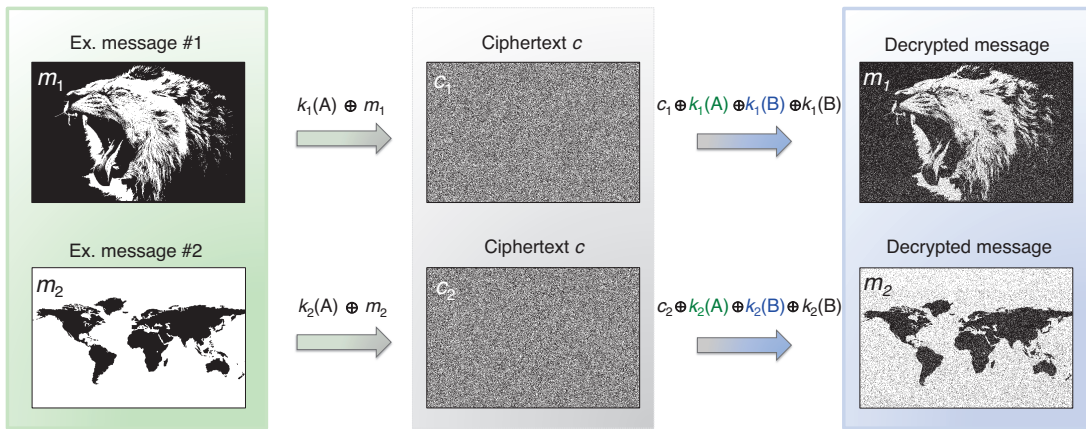 Ex. message #1
Ciphertext c
Decrypted message
m₁
k₁(A) ⊕ m₁
c₁
c₁⊕k₁(A)⊕k₁(B)⊕k₁(B)
m₁
Ex. message #2
Ciphertext c
Decrypted message
m₂
k₂(A) ⊕ m₂
c₂
c₂⊕k₂(A)⊕k₂(B)⊕k₂(B)
m₂